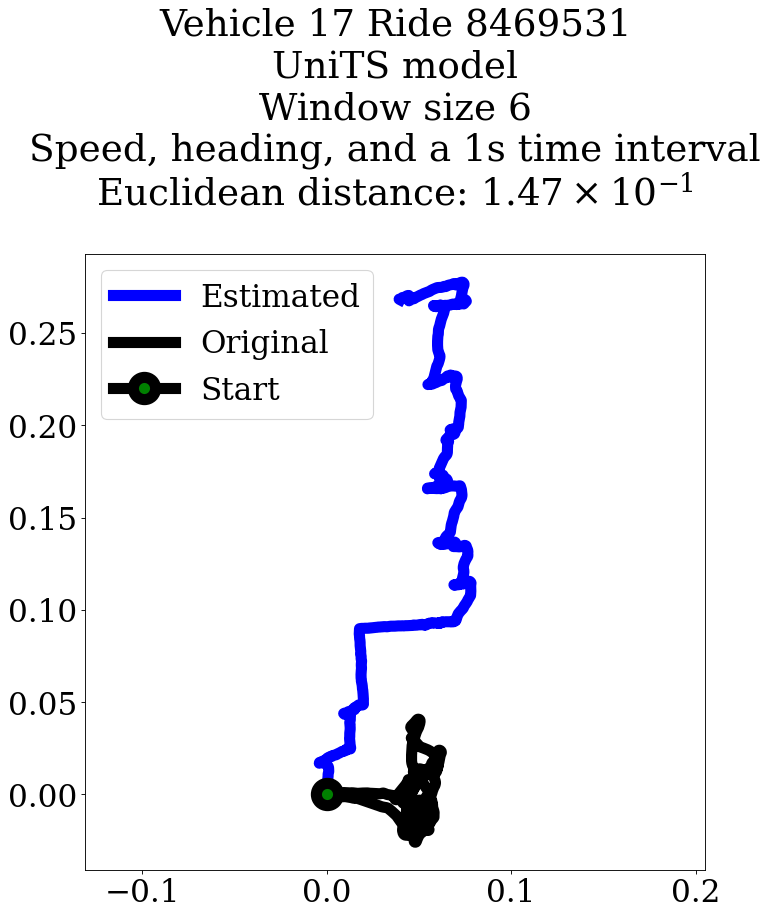 Vehicle 17 Ride 8469531
UniTS model
Window size 6
Speed, heading, and a 1s time interval
Euclidean distance: 1.47 × 10⁻¹
Estimated
Original
Start
0.25
0.20
0.15
0.10
0.05
0.00
−0.1
0.0
0.1
0.2